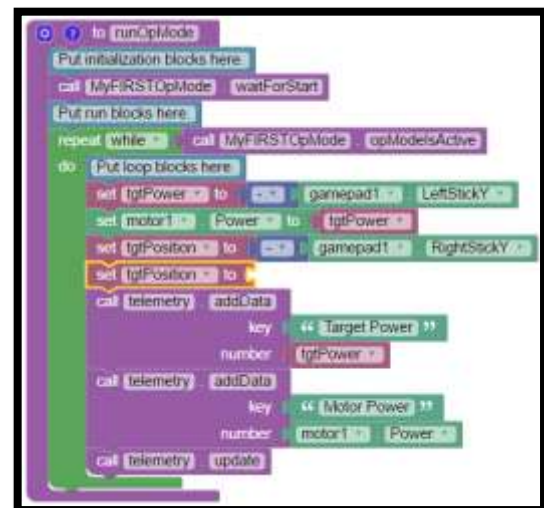 to runOpMode
Put initialization blocks here.
call MyFIRSTOpMode . waitForStart
Put run blocks here.
repeat while call MyFIRSTOpMode . opModeIsActive
do Put loop blocks here.
set tgtPower to - gamepad1 . LeftStickY
set motor1 . Power to tgtPower
set tgtPosition to - gamepad1 . RightStickY
set tgtPosition to
call telemetry . addData
key “ Target Power ”
number tgtPower
call telemetry . addData
key “ Motor Power ”
number motor1 . Power
call telemetry . update